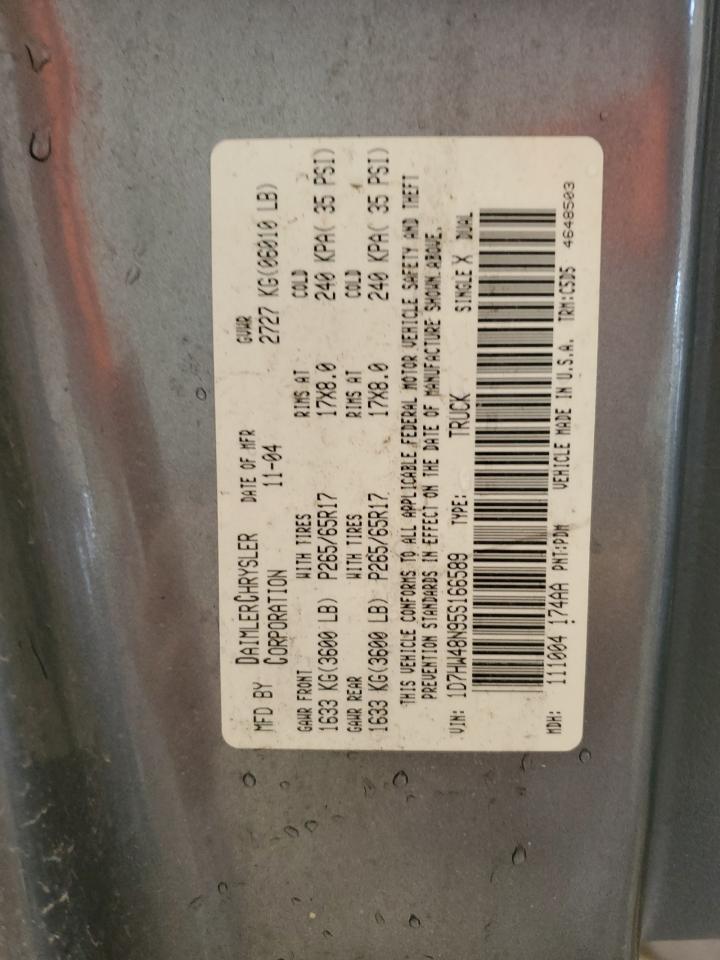 MFD BY DAIMLERCHRYSLER CORPORATION DATE OF MFR 11-04 GVWR 2727 KG(06010 LB)
GAWR FRONT WITH TIRES RIMS AT COLD
1633 KG(3600 LB) P265/65R17 17X8.0 240 KPA( 35 PSI)
GAWR REAR WITH TIRES RIMS AT COLD
1633 KG(3600 LB) P265/65R17 17X8.0 240 KPA( 35 PSI)
THIS VEHICLE CONFORMS TO ALL APPLICABLE FEDERAL MOTOR VEHICLE SAFETY AND THEFT
PREVENTION STANDARDS IN EFFECT ON THE DATE OF MANUFACTURE SHOWN ABOVE.
VIN: 1D7HW48N95S166589 TYPE: TRUCK SINGLE X DUAL
MDH: 111004 174AA PNT:PDM VEHICLE MADE IN U.S.A. TRM:C5D5 4648503